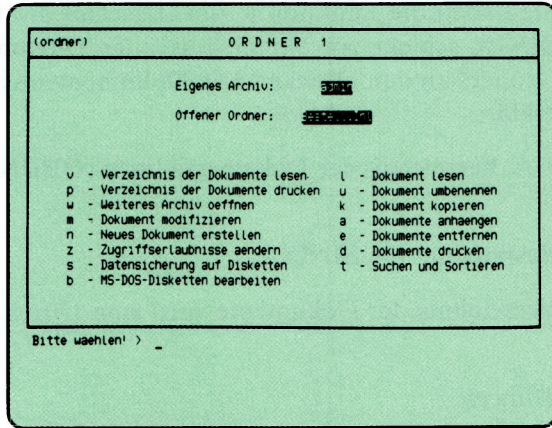 (ordner) O R D N E R 1
Eigenes Archiv: admin
Offener Ordner:
v - Verzeichnis der Dokumente lesen
p - Verzeichnis der Dokumente drucken
w - Weiteres Archiv oeffnen
m - Dokument modifizieren
n - Neues Dokument erstellen
z - Zugriffserlaubnisse aendern
s - Datensicherung auf Disketten
b - MS-DOS-Disketten bearbeiten
l - Dokument lesen
u - Dokument umbenennen
k - Dokument kopieren
a - Dokumente anhaengen
e - Dokumente entfernen
d - Dokumente drucken
t - Suchen und Sortieren
Bitte waehlen! > _